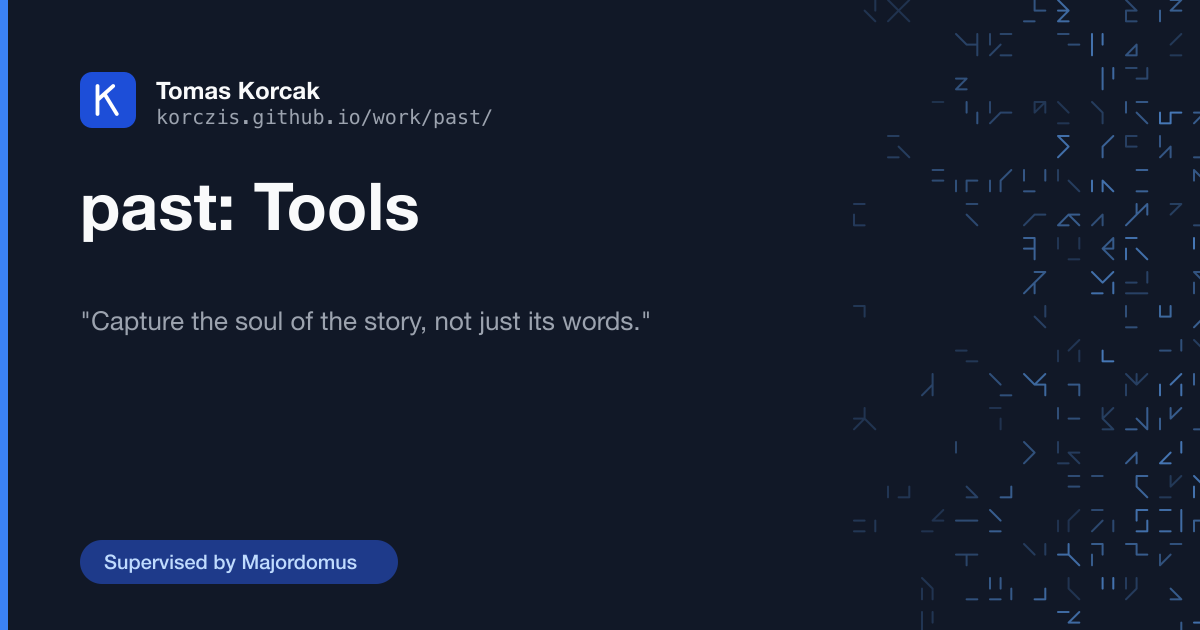 K
Tomas Korcak
korczis.github.io/work/past/
past: Tools
"Capture the soul of the story, not just its words."
Supervised by Majordomus